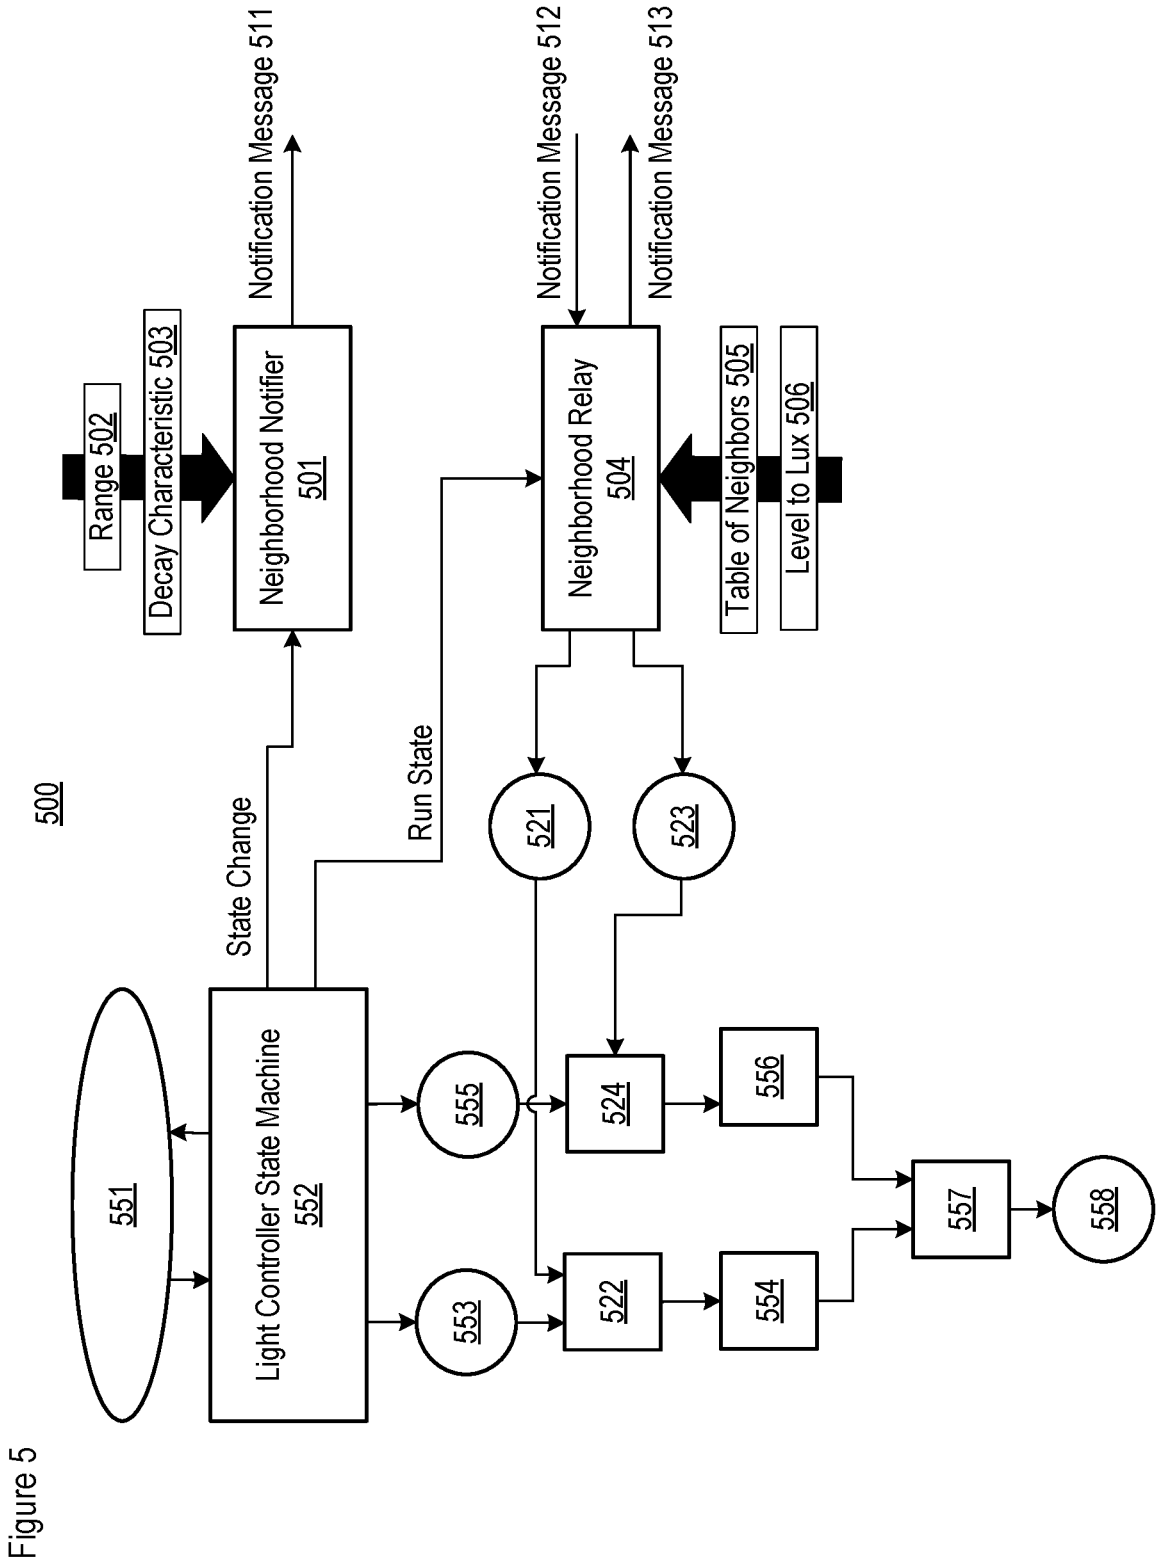 Figure 5
500
551
Light Controller State Machine
552
State Change
Run State
Range 502
Decay Characteristic 503
Neighborhood Notifier
501
Notification Message 511
Neighborhood Relay
504
Notification Message 512
Notification Message 513
Table of Neighbors 505
Level to Lux 506
521
523
553
555
522
524
554
556
557
558